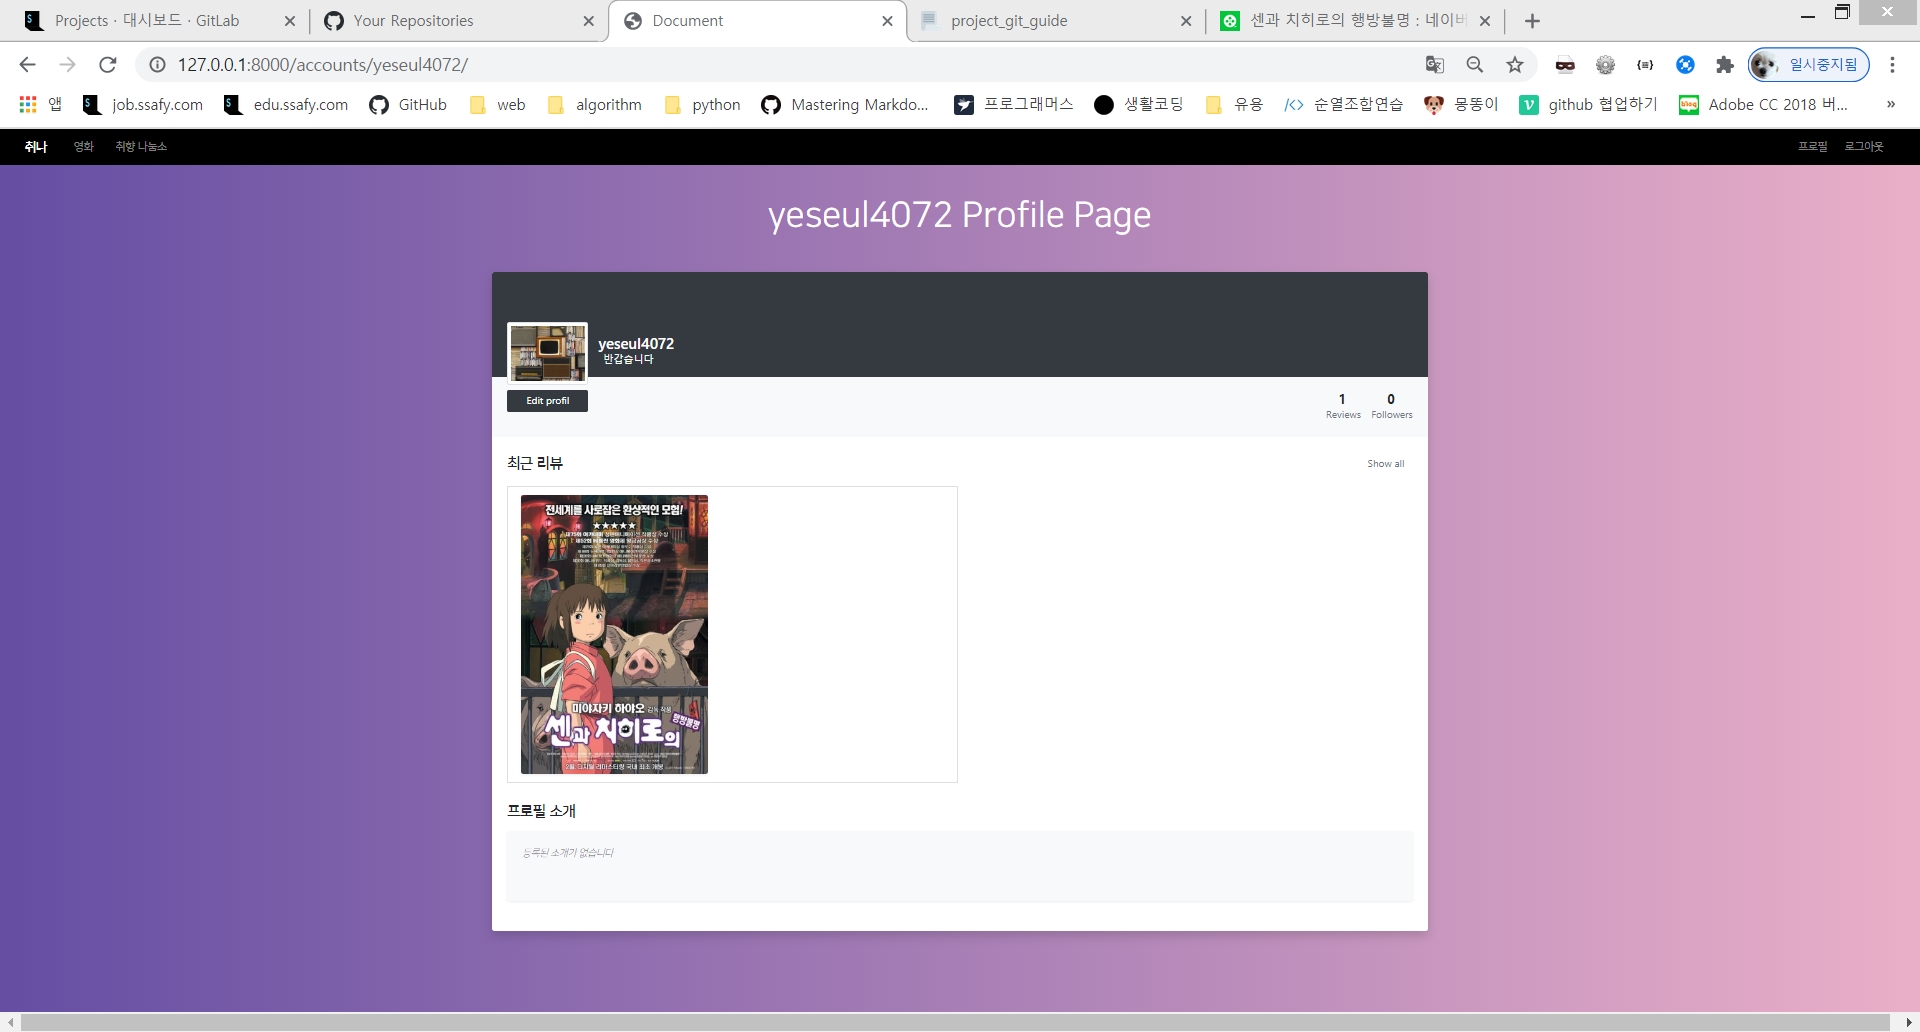 Projects · 대시보드 · GitLab
Your Repositories
Document
project_git_guide
센과 치히로의 행방불명 : 네이버
127.0.0.1:8000/accounts/yeseul4072/
일시중지됨
앱
job.ssafy.com
edu.ssafy.com
GitHub
web
algorithm
python
Mastering Markdo...
프로그래머스
생활코딩
유용
순열조합연습
몽똥이
github 협업하기
Adobe CC 2018 버...
»
취나
영화
취향 나눔소
프로필
로그아웃
yeseul4072 Profile Page
yeseul4072
반갑습니다
Edit profil
1
Reviews
0
Followers
최근 리뷰
Show all
전세계를 사로잡은 환상적인 모험!
★★★★★
미야자키 하야오 감독 작품
센과 치히로의 행방불명
프로필 소개
등록된 소개가 없습니다